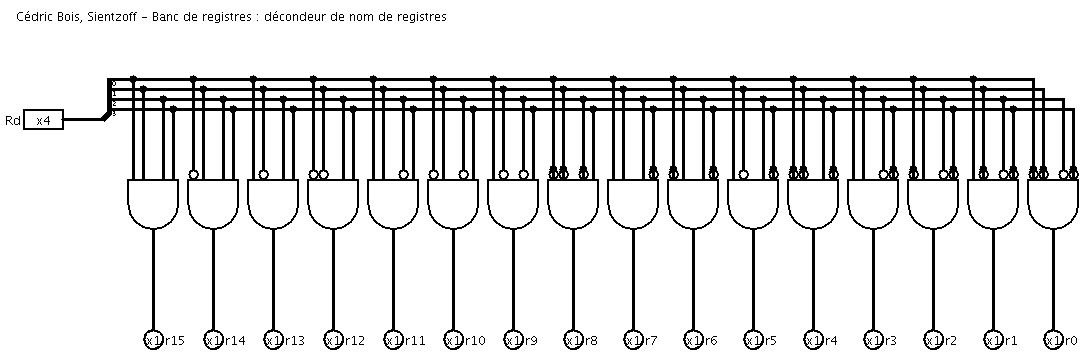 Cédric Bois, Sientzoff - Banc de registres : décondeur de nom de registres
0
1
2
3
Rd x4
x1 r15 x1 r14 x1 r13 x1 r12 x1 r11 x1 r10 x1 r9 x1 r8 x1 r7 x1 r6 x1 r5 x1 r4 x1 r3 x1 r2 x1 r1 x1 r0